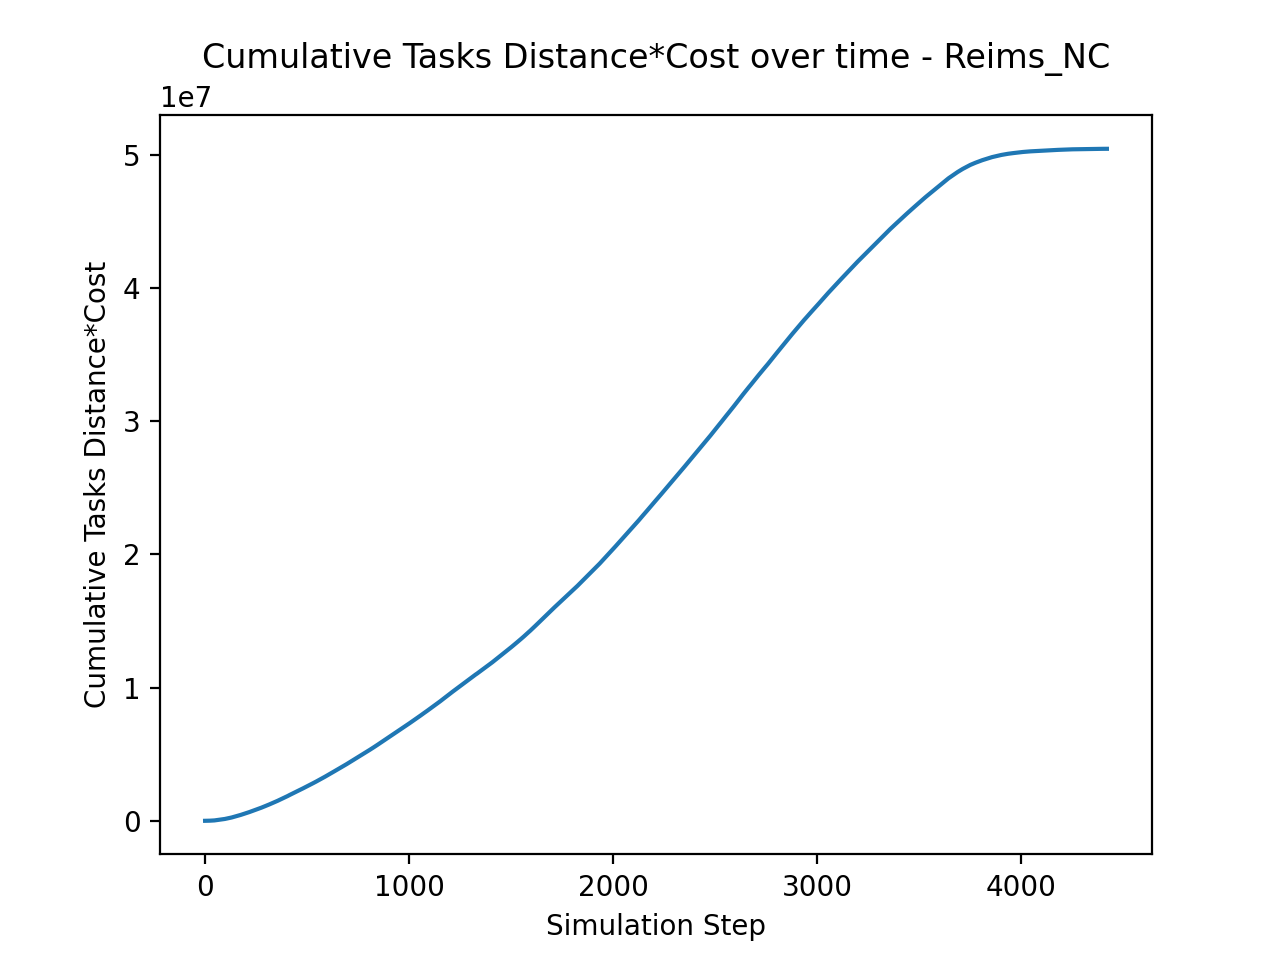 Cumulative Tasks Distance*Cost over time - Reims_NC
1e7
5
4
3
2
1
0
Cumulative Tasks Distance*Cost
0 1000 2000 3000 4000
Simulation Step